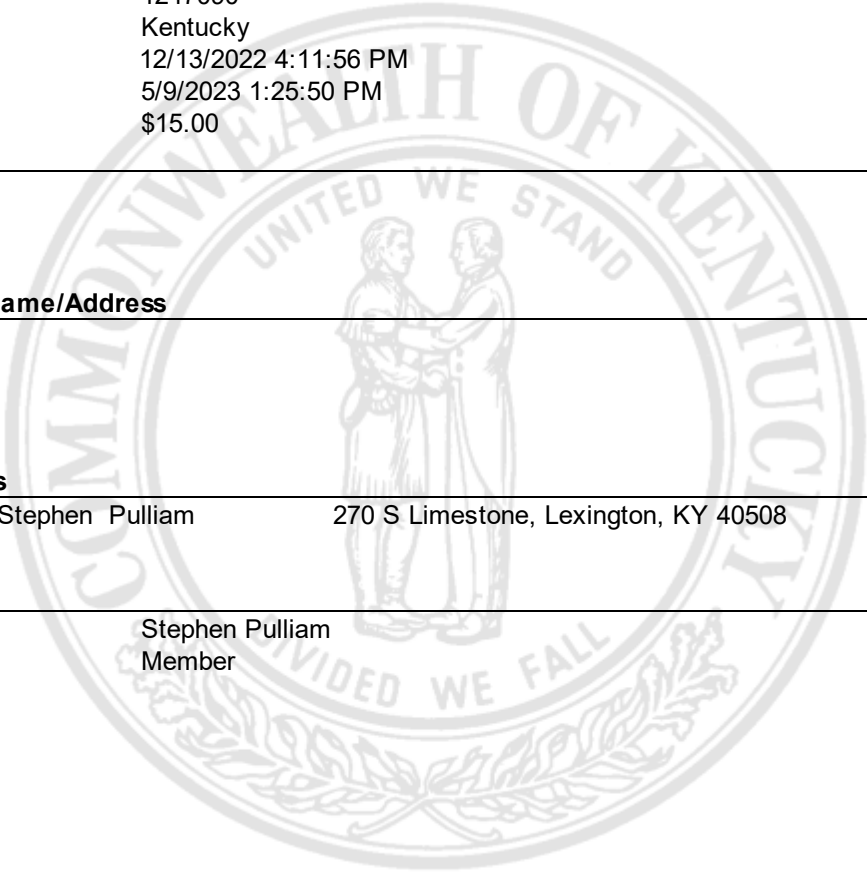 Kentucky
12/13/2022 4:11:56 PM
5/9/2023 1:25:50 PM
$15.00
ame/Address
s
Stephen Pulliam 270 S Limestone, Lexington, KY 40508
Stephen Pulliam
Member
COMMONWEALTH OF KENTUCKY
UNITED WE STAND
DIVIDED WE FALL